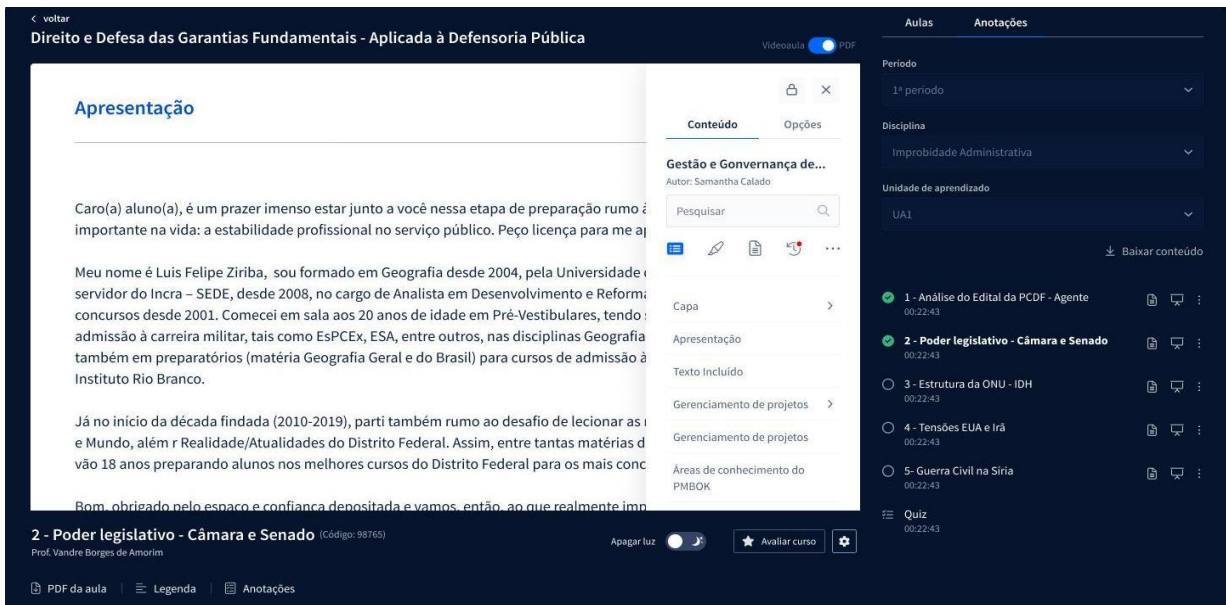 voltar
Direito e Defesa das Garantias Fundamentais - Aplicada à Defensoria Pública
Videoaula PDF
Apresentação
Caro(a) aluno(a), é um prazer imenso estar junto a você nessa etapa de preparação rumo
importante na vida: a estabilidade profissional no serviço público. Peço licença para me
Meu nome é Luis Felipe Ziriba, sou formado em Geografia desde 2004, pela Universidade
servidor do Incra – SEDE, desde 2008, no cargo de Analista em Desenvolvimento e
concursos desde 2001. Comecei em sala aos 20 anos de idade em Pré-Vestibulares, tendo
admissão à carreira militar, tais como EsPCEx, ESA, entre outros, nas disciplinas Geografia
também em preparatórios (matéria Geografia Geral e do Brasil) para cursos de admissão à
Instituto Rio Branco.
Já no início da década findada (2010-2019), parti também rumo ao desafio de lecionar as
e Mundo, além r Realidade/Atualidades do Distrito Federal. Assim, entre tantas matérias
vão 18 anos preparando alunos nos melhores cursos do Distrito Federal para os mais
Bom, obrigado pelo espaço e confiança depositada e vamos, então, ao que realmente
Conteúdo Opções
Gestão e Gonvernança de...
Autor: Samantha Calado
Pesquisar
Capa
Apresentação
Texto Incluído
Gerenciamento de projetos
Gerenciamento de projetos
Áreas de conhecimento do
PMBOK
2 - Poder legislativo - Câmara e Senado (Código: 98765)
Prof. Vandre Borges de Amorim
Apagar luz
Avaliar curso
PDF da aula
Legenda
Anotações
Aulas Anotações
Período
1ª periodo
Disciplina
Improbidade Administrativa
Unidade de aprendizado
UA1
Baixar conteúdo
1 - Análise do Edital da PCDF - Agente
00:22:43
2 - Poder legislativo - Câmara e Senado
00:22:43
3 - Estrutura da ONU - IDH
00:22:43
4 - Tensões EUA e Irã
00:22:43
5- Guerra Civil na Síria
00:22:43
Quiz
00:22:43